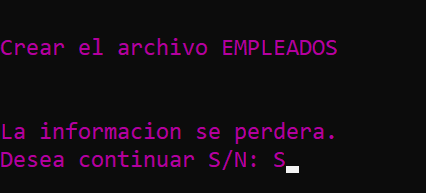 Crear el archivo EMPLEADOS
La informacion se perdera.
Desea continuar S/N: S